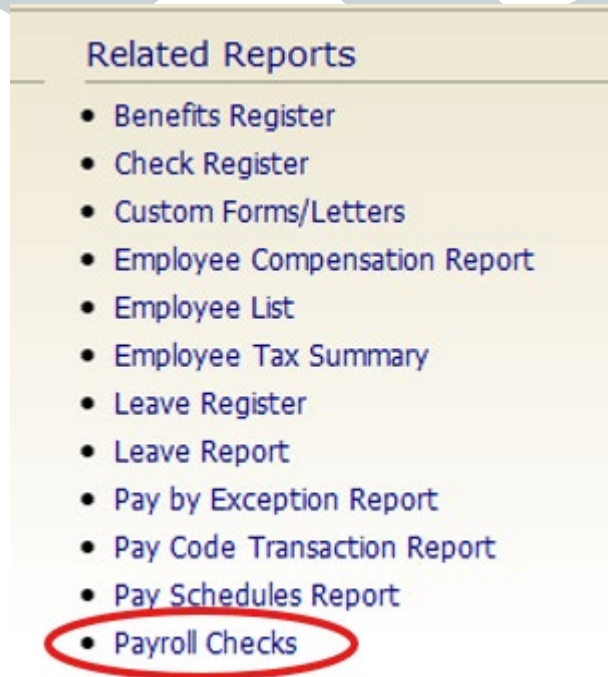 Related Reports
Benefits Register
Check Register
Custom Forms/Letters
Employee Compensation Report
Employee List
Employee Tax Summary
Leave Register
Leave Report
Pay by Exception Report
Pay Code Transaction Report
Pay Schedules Report
Payroll Checks